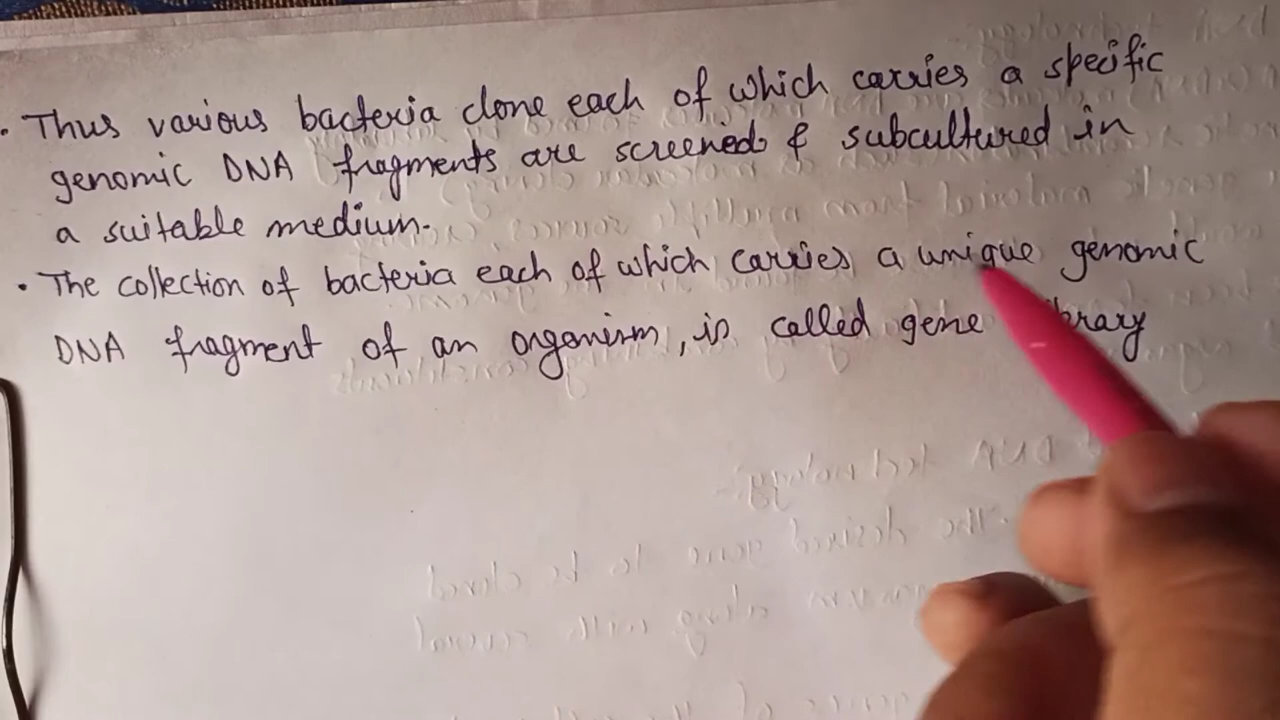 . Thus various bacteria clone each of which carries a specific
genomic DNA fragments are screened & subcultured in
a suitable medium.
. The collection of bacteria each of which carries a unique genomic
DNA fragment of an organism, is called gene